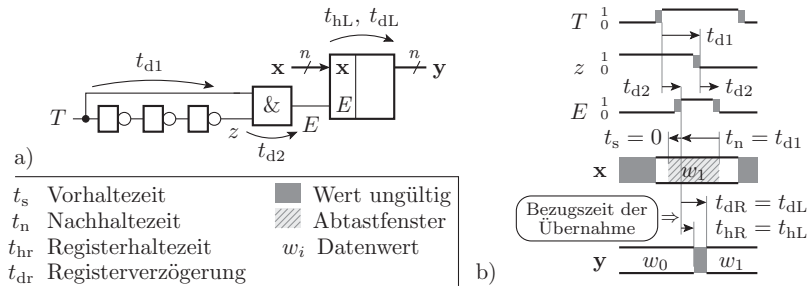 t_hL, t_dL
t_d1
x
n
x
n
y
T
&
E
z
E
t_d2
a)
t_s Vorhaltezeit
t_n Nachhaltezeit
t_hr Registerhaltezeit
t_dr Registerverzögerung
Wert ungültig
Abtastfenster
w_i Datenwert
T 1 0
t_d1
z 1 0
t_d2
t_d2
E 1 0
t_s = 0
t_n = t_d1
x
w_1
Bezugszeit der
Übernahme
⇒
t_dR = t_dL
t_hR = t_hL
y
w_0
w_1
b)